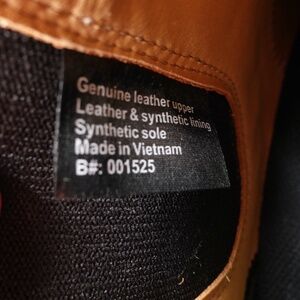 Genuine leather upper
Leather & synthetic lining
Synthetic sole
Made in Vietnam
B#: 001525